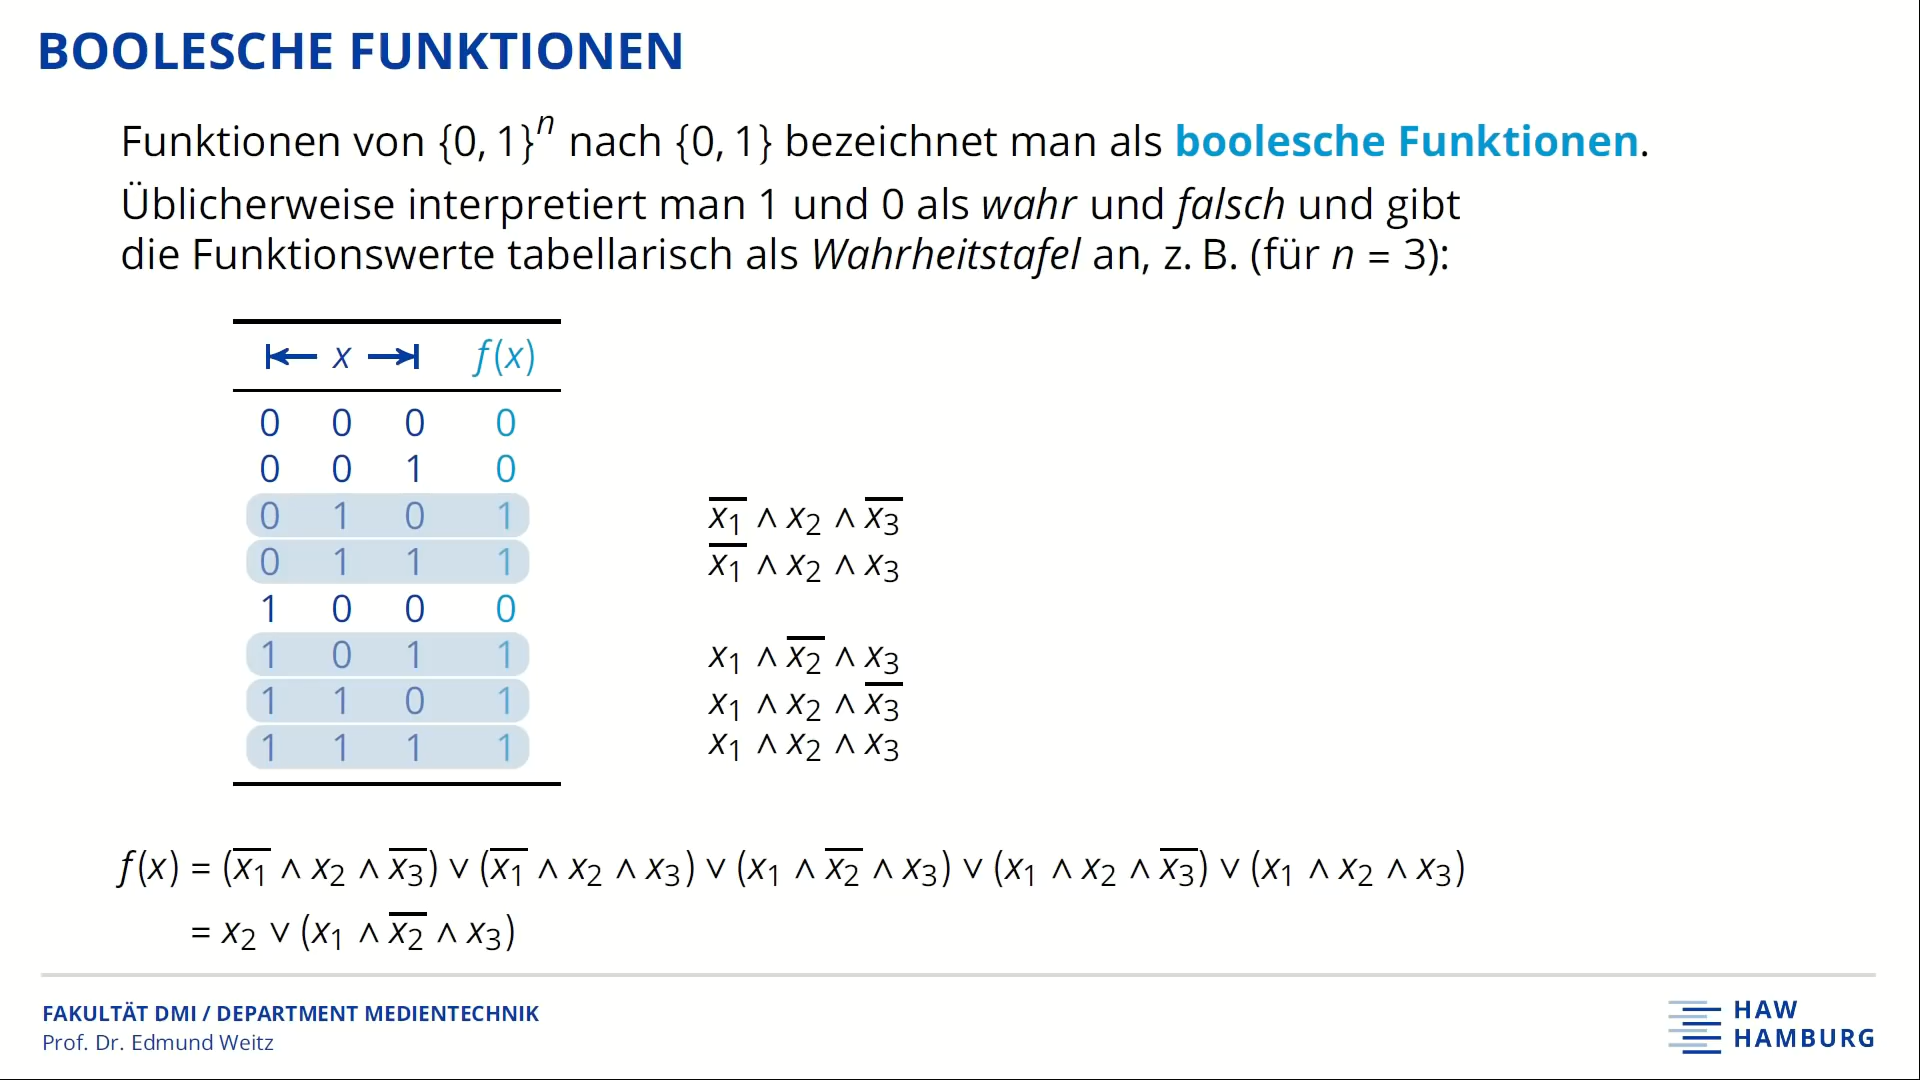 BOOLESCHE FUNKTIONEN
Funktionen von {0, 1}ⁿ nach {0, 1} bezeichnet man als boolesche Funktionen.
Üblicherweise interpretiert man 1 und 0 als wahr und falsch und gibt
die Funktionswerte tabellarisch als Wahrheitstafel an, z. B. (für n = 3):
x f(x)
0 0 0 0
0 0 1 0
0 1 0 1
0 1 1 1
1 0 0 0
1 0 1 1
1 1 0 1
1 1 1 1
x̅₁ ∧ x₂ ∧ x̅₃
x̅₁ ∧ x₂ ∧ x₃
x₁ ∧ x̅₂ ∧ x₃
x₁ ∧ x₂ ∧ x̅₃
x₁ ∧ x₂ ∧ x₃
f(x) = (x̅₁ ∧ x₂ ∧ x̅₃) ∨ (x̅₁ ∧ x₂ ∧ x₃) ∨ (x₁ ∧ x̅₂ ∧ x₃) ∨ (x₁ ∧ x₂ ∧ x̅₃) ∨ (x₁ ∧ x₂ ∧ x₃)
= x₂ ∨ (x₁ ∧ x̅₂ ∧ x₃)
FAKULTÄT DMI / DEPARTMENT MEDIENTECHNIK
Prof. Dr. Edmund Weitz
HAW
HAMBURG